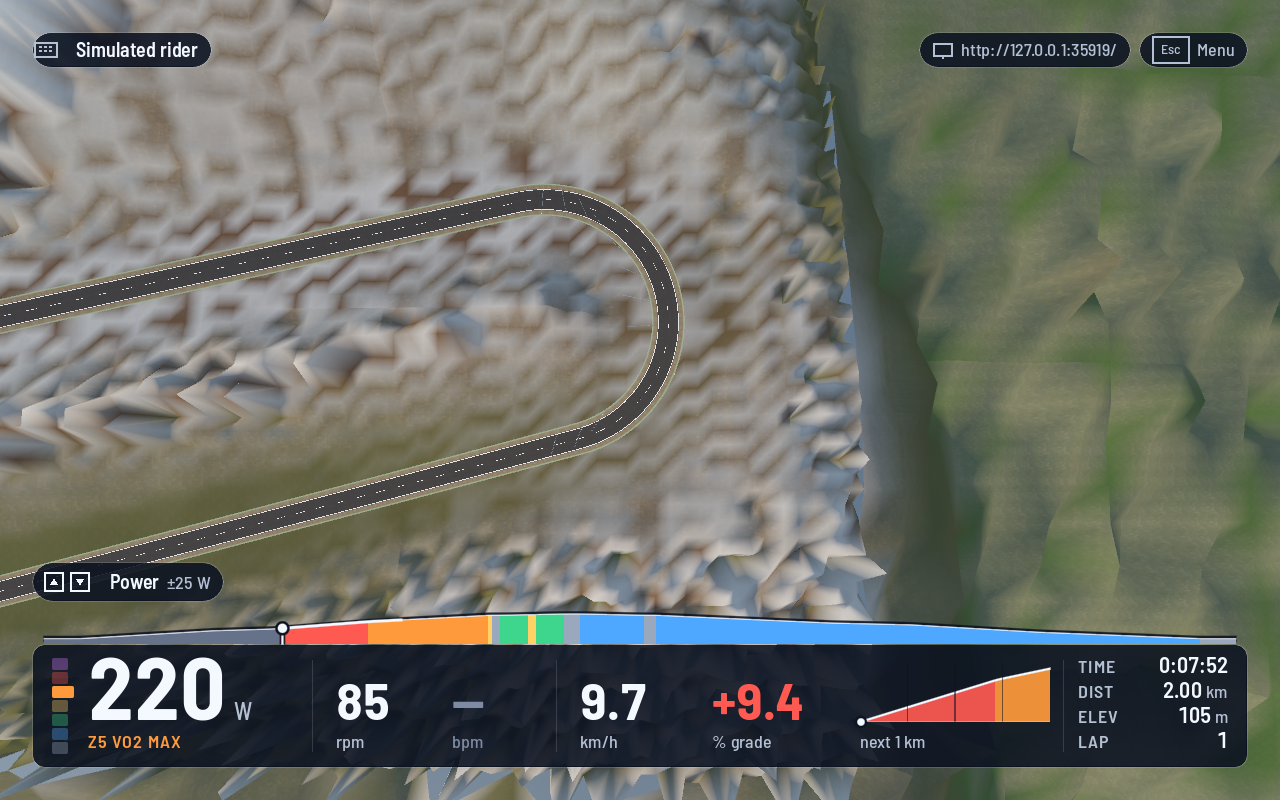 Simulated rider
http://127.0.0.1:35919/
Esc Menu
Power ±25 W
220 W
Z5 VO2 MAX
85
rpm
–
bpm
9.7
km/h
+9.4
% grade
next 1 km
TIME 0:07:52
DIST 2.00 km
ELEV 105 m
LAP 1